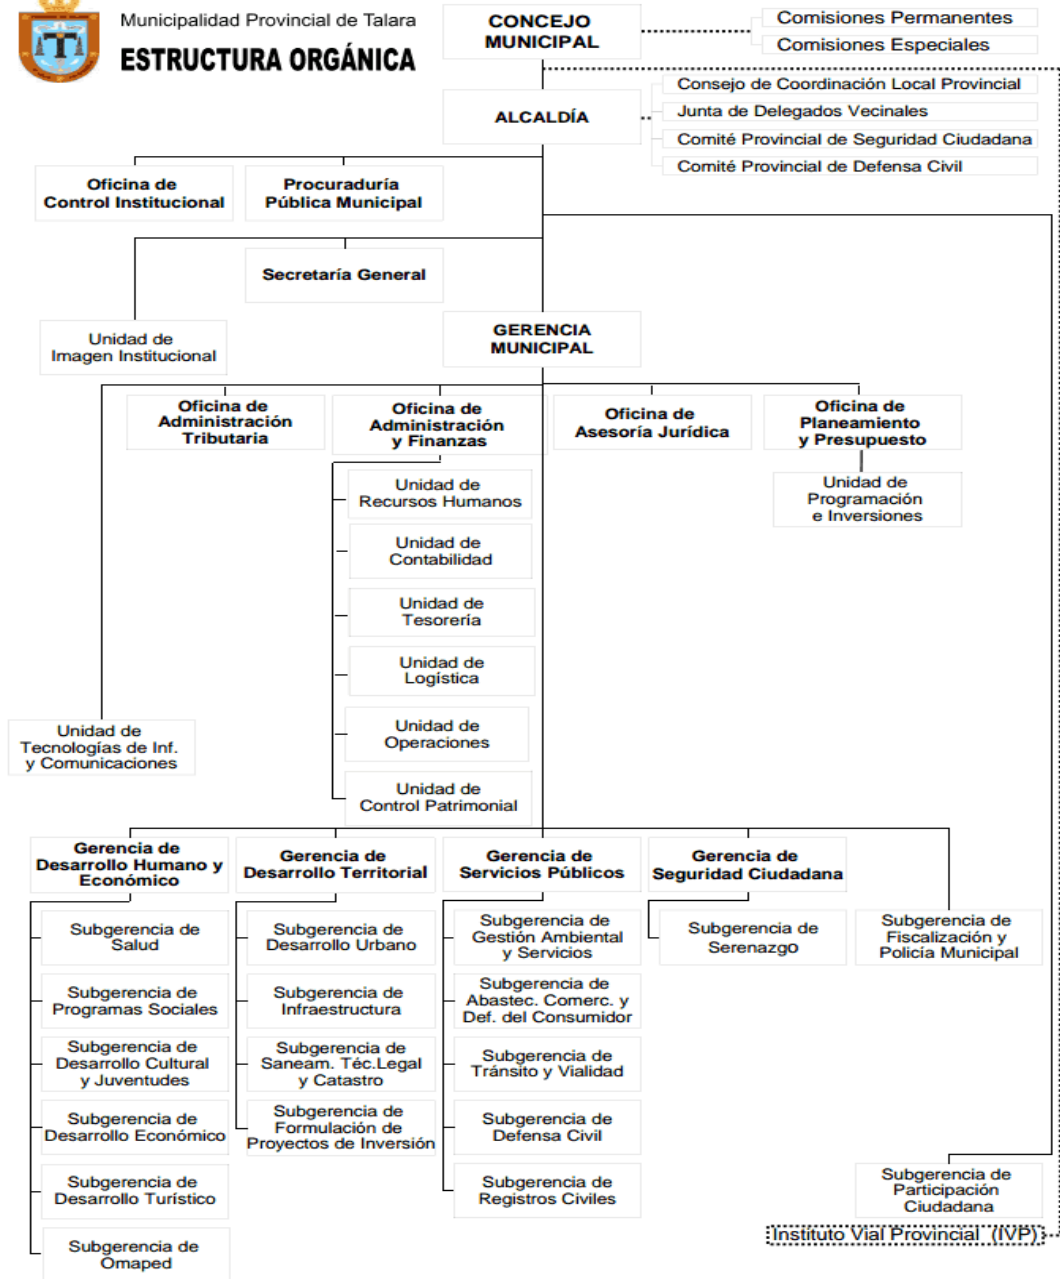 Municipalidad Provincial de Talara
ESTRUCTURA ORGÁNICA
CONCEJO
MUNICIPAL
Comisiones Permanentes
Comisiones Especiales
ALCALDÍA
Consejo de Coordinación Local Provincial
Junta de Delegados Vecinales
Comité Provincial de Seguridad Ciudadana
Comité Provincial de Defensa Civil
Oficina de
Control Institucional
Procuraduría
Pública Municipal
Secretaría General
Unidad de
Imagen Institucional
GERENCIA
MUNICIPAL
Oficina de
Administración
Tributaria
Oficina de
Administración
y Finanzas
Oficina de
Asesoría Jurídica
Oficina de
Planeamiento
y Presupuesto
Unidad de
Recursos Humanos
Unidad de
Contabilidad
Unidad de
Tesorería
Unidad de
Logística
Unidad de
Operaciones
Unidad de
Control Patrimonial
Unidad de
Programación
e Inversiones
Unidad de
Tecnologías de Inf.
y Comunicaciones
Gerencia de
Desarrollo Humano y
Económico
Gerencia de
Desarrollo Territorial
Gerencia de
Servicios Públicos
Gerencia de
Seguridad Ciudadana
Subgerencia de
Salud
Subgerencia de
Programas Sociales
Subgerencia de
Desarrollo Cultural
y Juventudes
Subgerencia de
Desarrollo Económico
Subgerencia de
Desarrollo Turístico
Subgerencia de
Omaped
Subgerencia de
Desarrollo Urbano
Subgerencia de
Infraestructura
Subgerencia de
Saneam. Téc.Legal
y Catastro
Subgerencia de
Formulación de
Proyectos de Inversión
Subgerencia de
Gestión Ambiental
y Servicios
Subgerencia de
Abastec. Comerc. y
Def. del Consumidor
Subgerencia de
Tránsito y Vialidad
Subgerencia de
Defensa Civil
Subgerencia de
Registros Civiles
Subgerencia de
Serenazgo
Subgerencia de
Fiscalización y
Policía Municipal
Subgerencia de
Participación
Ciudadana
Instituto Vial Provincial (IVP)